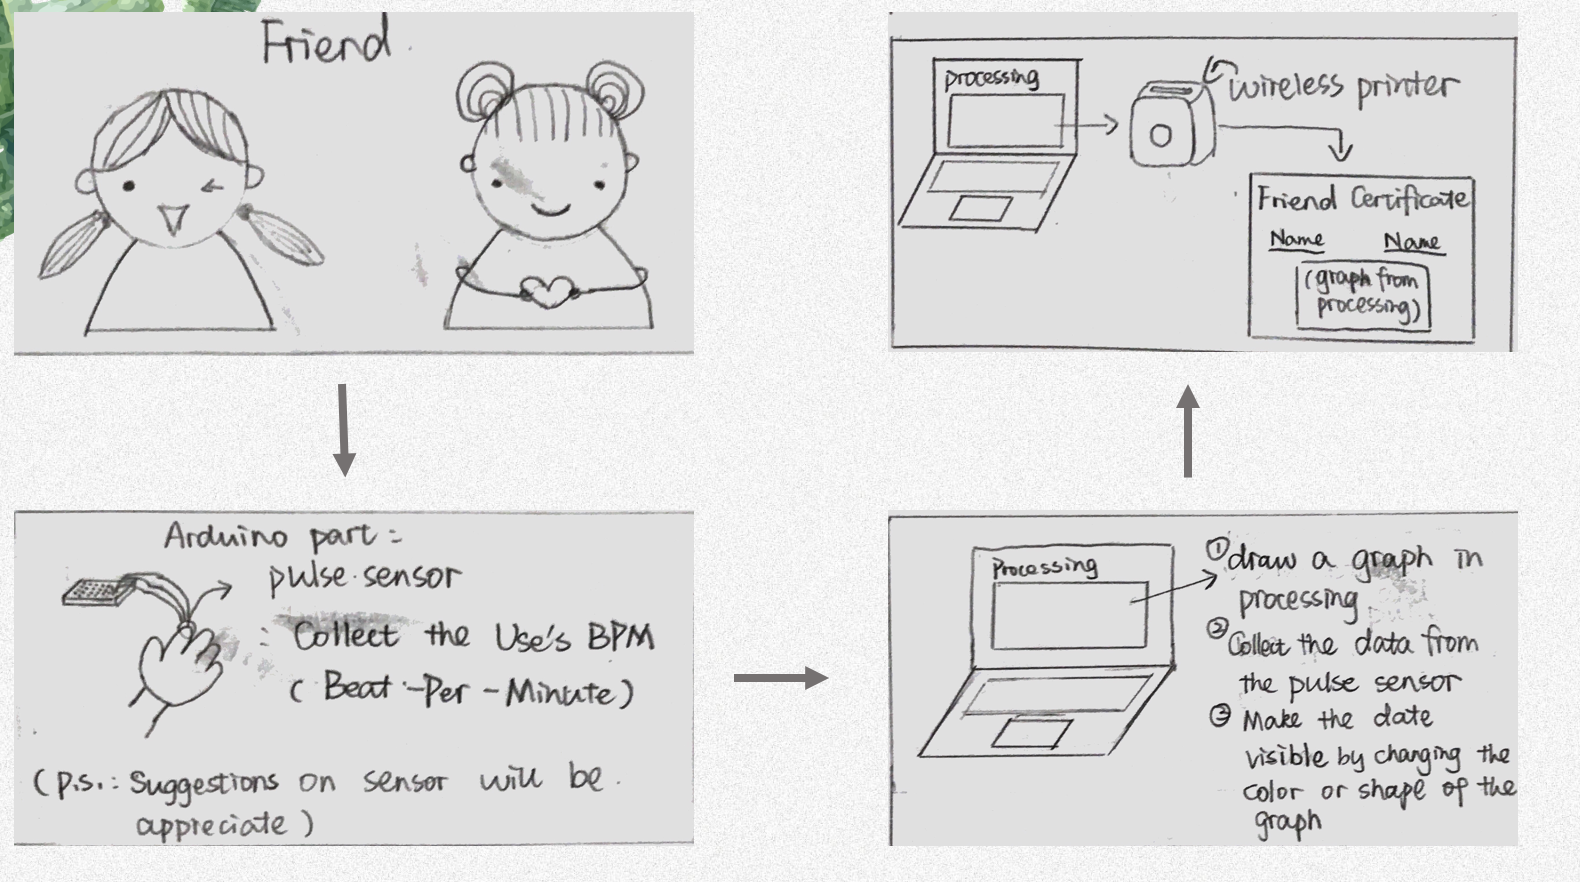 Friend
Arduino part:
pulse sensor
: Collect the Use's BPM
(Beat-Per-Minute)
(p.s.: Suggestions on sensor will be
appreciate)
Processing
① draw a graph in
processing
② Collect the data from
the pulse sensor
③ Make the date
visible by changing the
color or shape of the
graph
processing
wireless printer
Friend Certificate
Name Name
(graph from
processing)